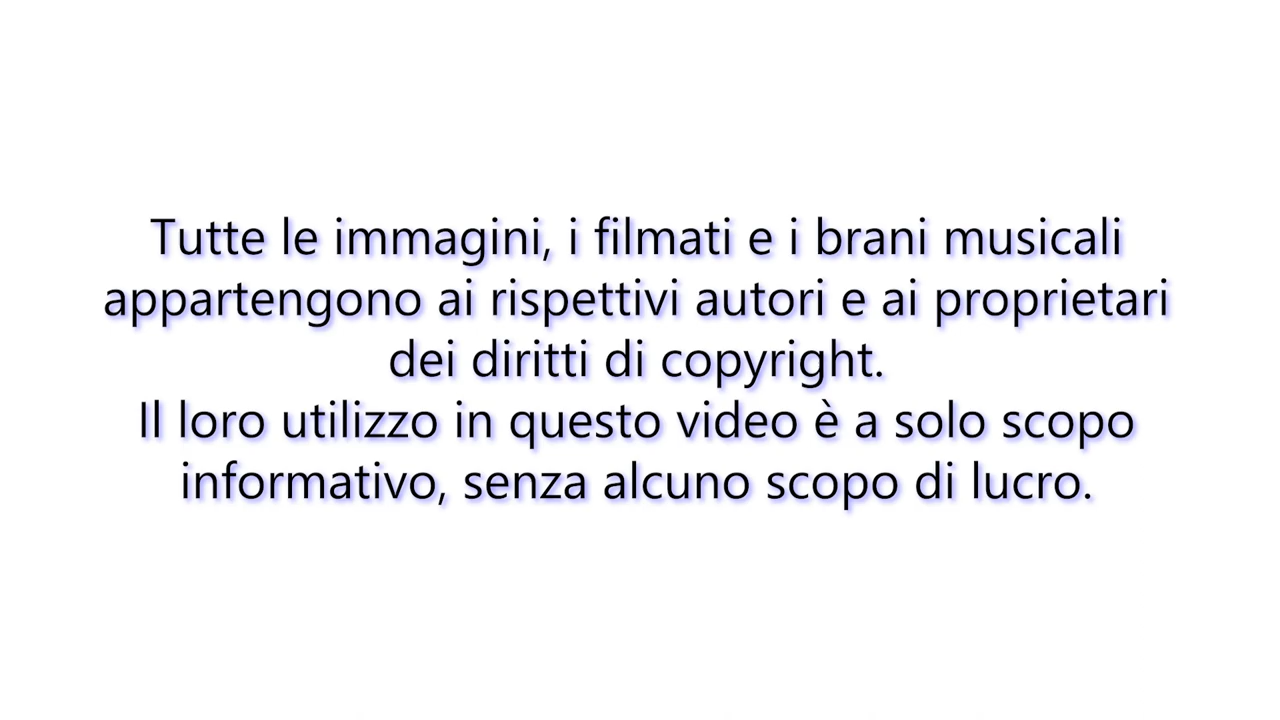 Tutte le immagini, i filmati e i brani musicali
appartengono ai rispettivi autori e ai proprietari
dei diritti di copyright.
Il loro utilizzo in questo video è a solo scopo
informativo, senza alcuno scopo di lucro.